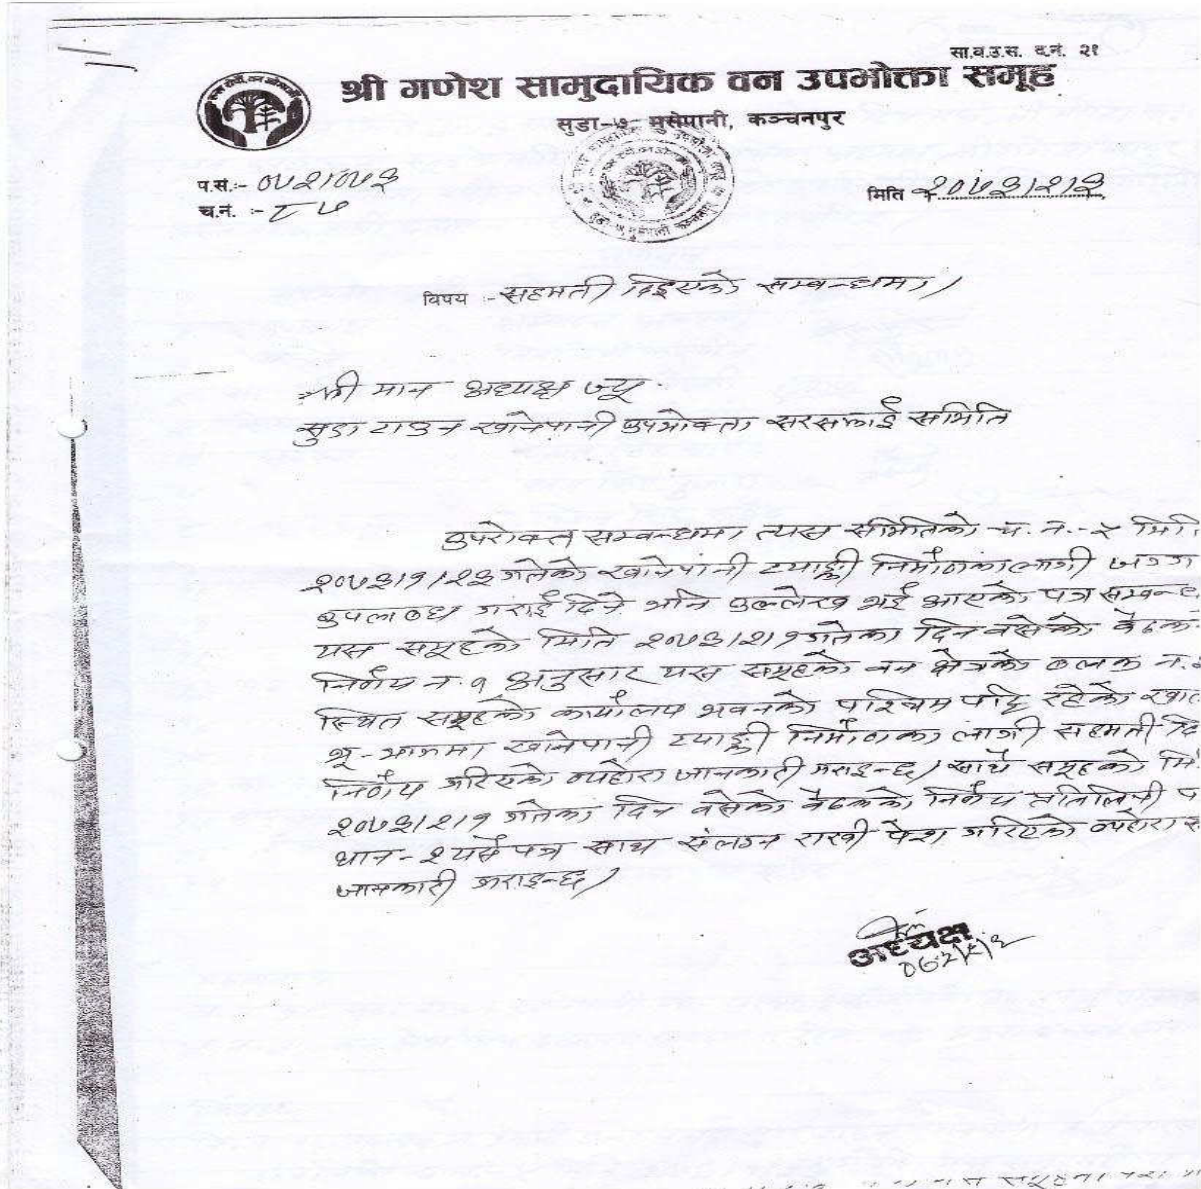 सा.व.उ.स. द.नं. २१
श्री गणेश सामुदायिक वन उपभोक्ता समूह
सुडा-७ मुसेपानी, कञ्चनपुर
प.सं.:- ०७२/०७३
च.नं. :- ८७
मिति :- २०७३/२/३
विषय :- सहमती दिइएको सम्बन्धमा।
श्री मान अध्यक्ष ज्यू
सुडा टाउन खानेपानी उपभोक्ता सरसफाई समिति
उपरोक्त सम्बन्धमा त्यस समितिको च.न.-२ मिति
२०७३/१/२३ गतेको खानेपानी ट्याङ्की निर्माणका लागी जग्गा
उपलब्ध गराई दिने भनि उल्लेख भई आएको पत्र सम्बन्ध
यस समूहको मिति २०७३/२/१ गतेका दिन बसेको बैठक
निर्णय न.१ अनुसार यस समूहको वन क्षेत्रको ब्लक न.
स्थित समूहको कार्यालय भवनको पश्चिम पट्टि रहेको खा
भू-भागमा खानेपानी ट्याङ्की निर्माणका लागी सहमती दि
निर्णय गरिएको व्यहोरा जानकारी गराइन्छ। साथै समूहको मि
२०७३/२/१ गतेका दिन बसेको बैठकको निर्णय प्रतिलिपी प
थान-२ यसै पत्र साथ संलग्न राखी पेश गरिएको व्यहोरा स
जानकारी गराइन्छ।
अध्यक्ष